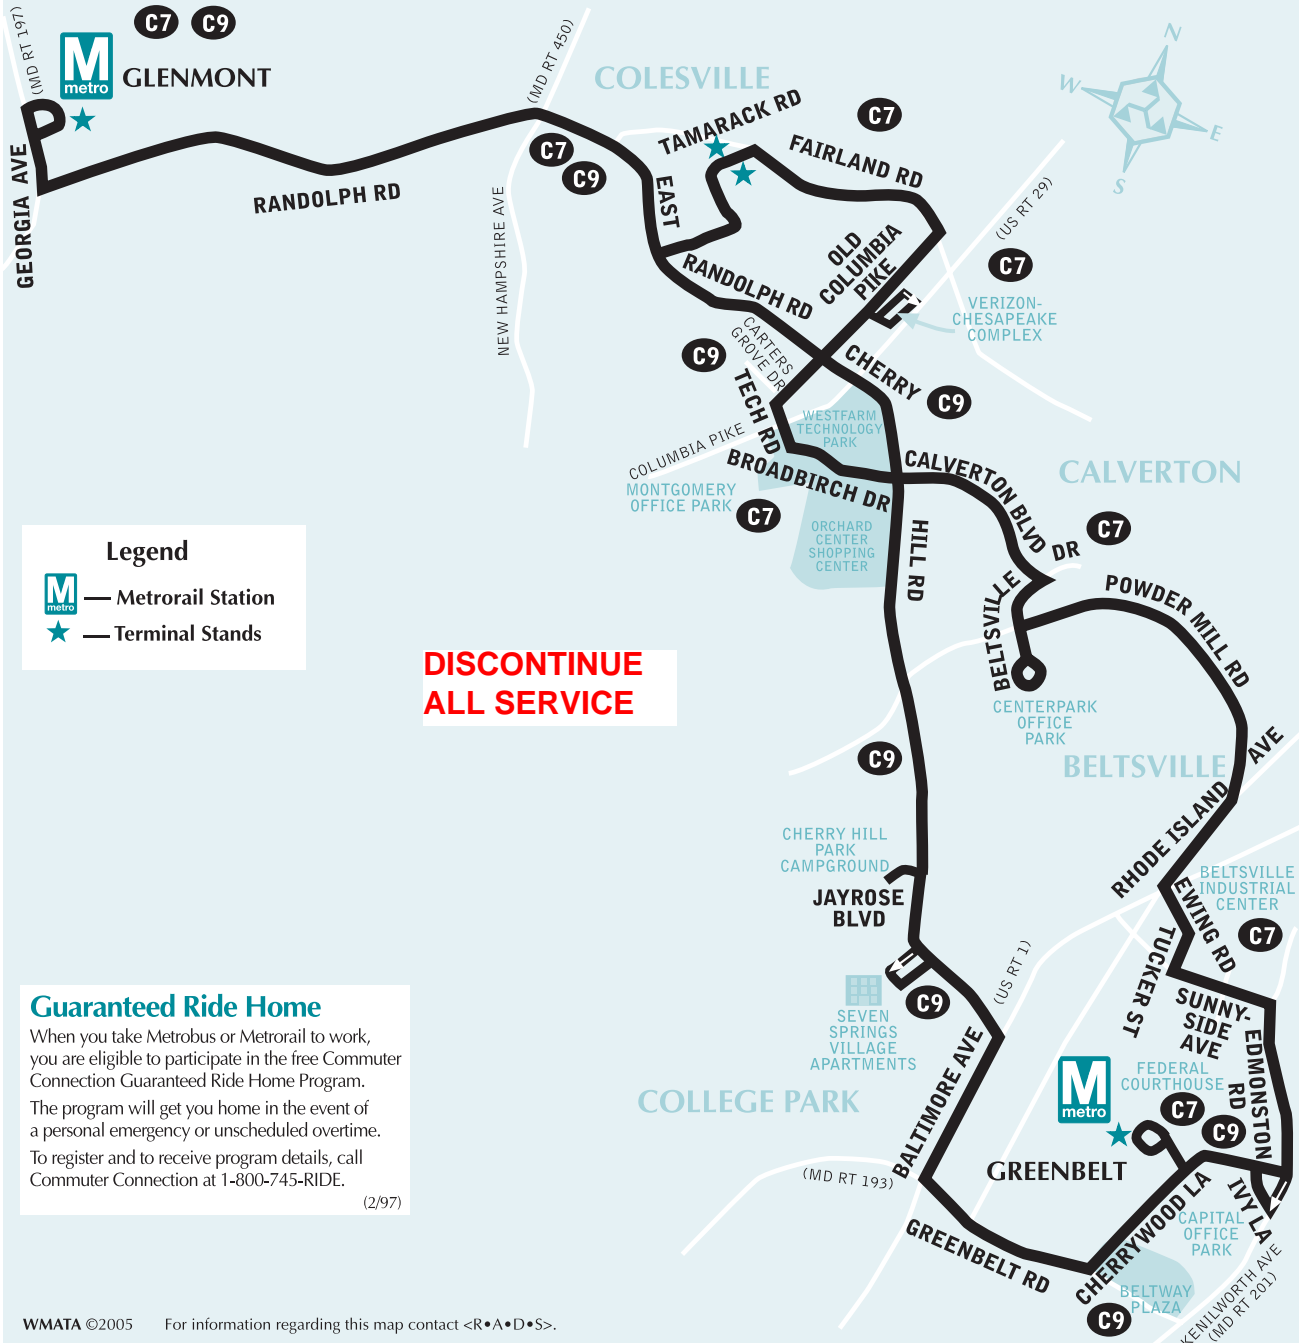 (MD RT 197)
C7
C9
M
metro
GLENMONT
GEORGIA AVE
RANDOLPH RD
(MD RT 450)
NEW HAMPSHIRE AVE
C7
C9
COLESVILLE
TAMARACK RD
C7
FAIRLAND RD
EAST
RANDOLPH RD
OLD
COLUMBIA
PIKE
(US RT 29)
C7
VERIZON-
CHESAPEAKE
COMPLEX
N
W
E
S
C9
CARTERS
GROVE DR
TECH RD
CHERRY
C9
WESTFARM
TECHNOLOGY
PARK
COLUMBIA PIKE
MONTGOMERY
OFFICE PARK
BROADBIRCH DR
C7
ORCHARD
CENTER
SHOPPING
CENTER
HILL RD
CALVERTON BLVD
CALVERTON
C7
BELTSVILLE DR
POWDER MILL RD
CENTERPARK
OFFICE
PARK
BELTSVILLE
Legend
M
metro
Metrorail Station
Terminal Stands
DISCONTINUE
ALL SERVICE
C9
CHERRY HILL
PARK
CAMPGROUND
JAYROSE
BLVD
RHODE ISLAND AVE
BELTSVILLE
INDUSTRIAL
CENTER
EWING RD
C7
TUCKER ST
SUNNY-
SIDE
AVE
EDMONSTON
RD
(US RT 1)
C9
SEVEN
SPRINGS
VILLAGE
APARTMENTS
BALTIMORE AVE
COLLEGE PARK
FEDERAL
COURTHOUSE
M
metro
C7
C9
GREENBELT
(MD RT 193)
GREENBELT RD
CHERRYWOOD LA
IVY LA
CAPITAL
OFFICE
PARK
BELTWAY
PLAZA
C9
KENILWORTH AVE
(MD RT 201)
Guaranteed Ride Home
When you take Metrobus or Metrorail to work,
you are eligible to participate in the free Commuter
Connection Guaranteed Ride Home Program.
The program will get you home in the event of
a personal emergency or unscheduled overtime.
To register and to receive program details, call
Commuter Connection at 1-800-745-RIDE.
(2/97)
WMATA ©2005 For information regarding this map contact <R•A•D•S>.